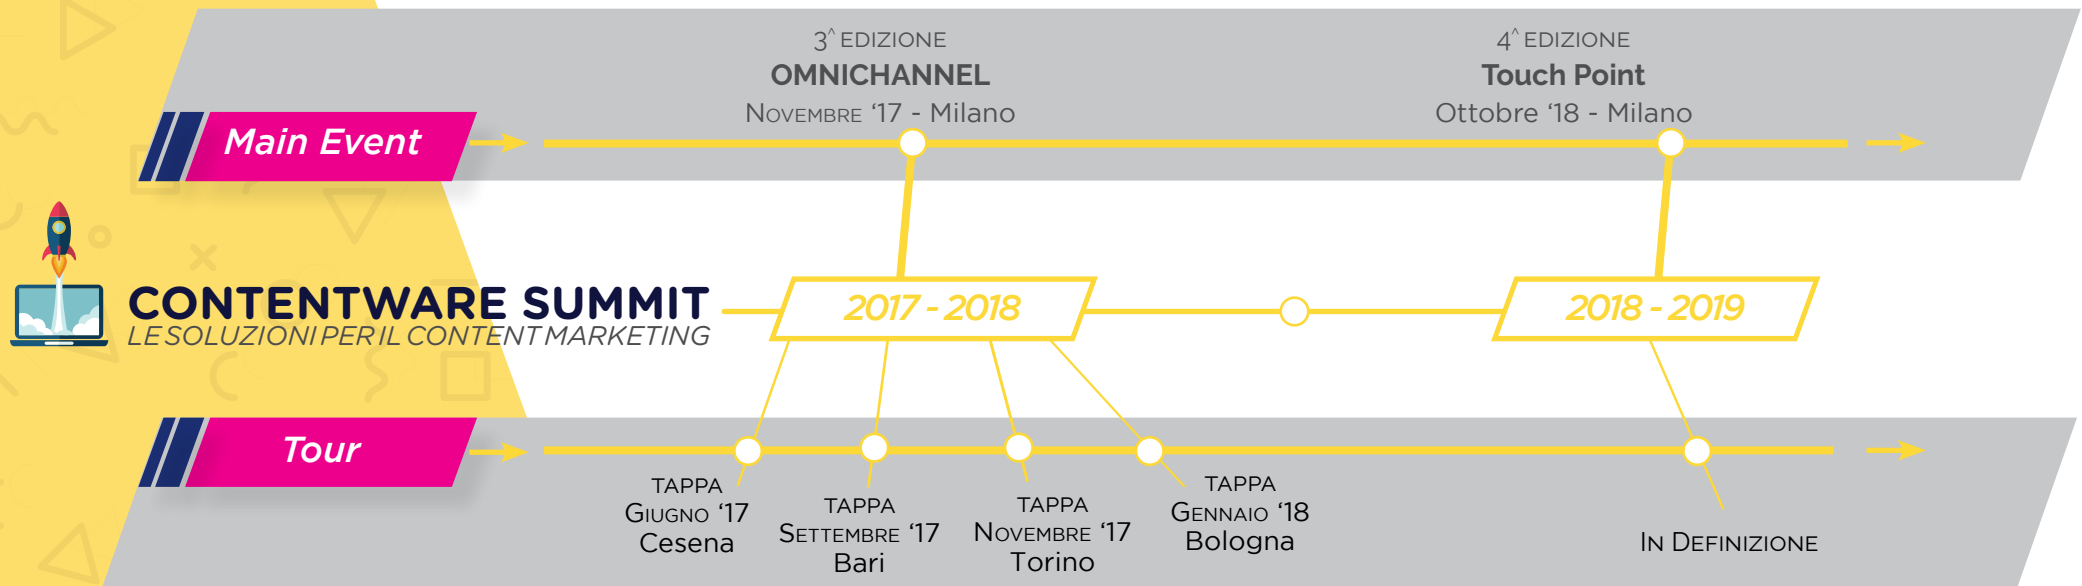 3^ EDIZIONE
OMNICHANNEL
NOVEMBRE ‘17 - Milano
4^ EDIZIONE
Touch Point
Ottobre ‘18 - Milano
Main Event
CONTENTWARE SUMMIT
LE SOLUZIONI PER IL CONTENT MARKETING
2017 - 2018
2018 - 2019
Tour
TAPPA
GIUGNO ‘17
Cesena
TAPPA
SETTEMBRE ‘17
Bari
TAPPA
NOVEMBRE ‘17
Torino
TAPPA
GENNAIO ‘18
Bologna
IN DEFINIZIONE